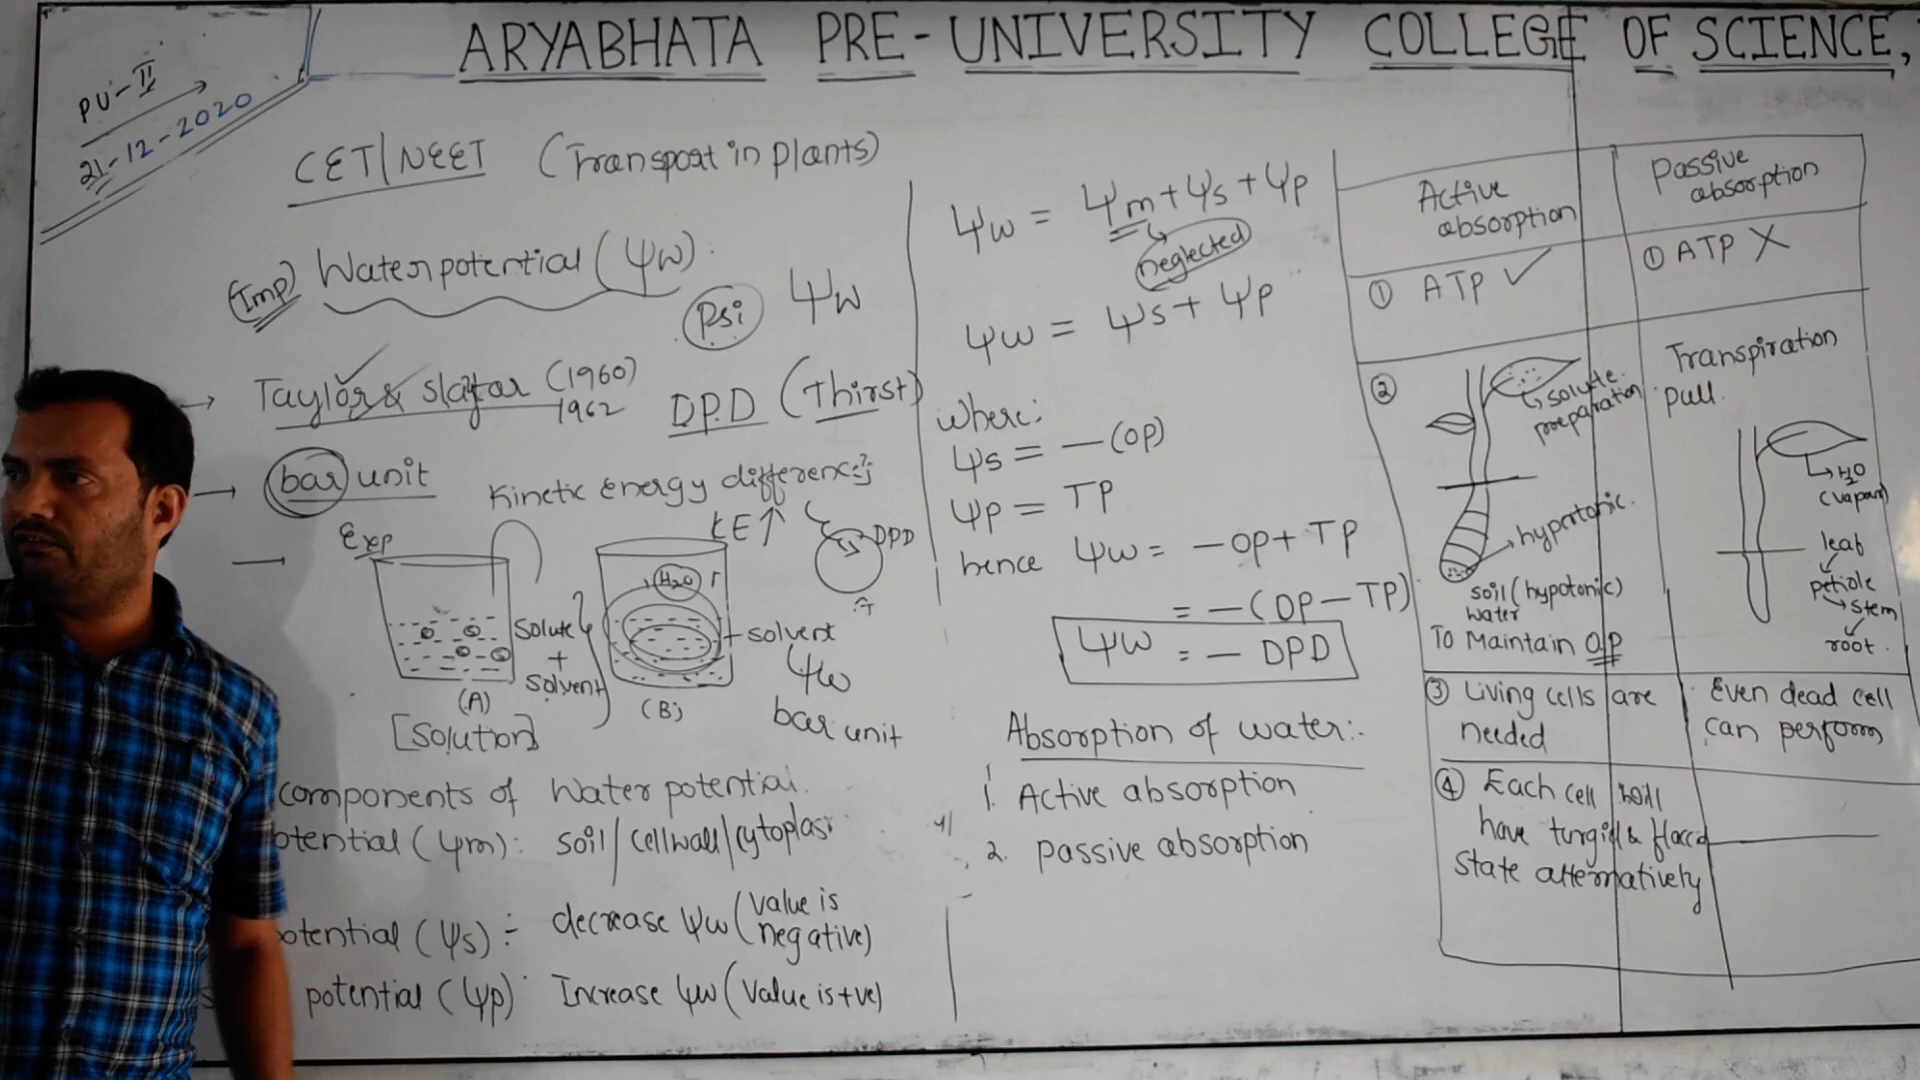 ARYABHATA PRE-UNIVERSITY COLLEGE OF SCIENCE,
PU-II
21-12-2020
CET/NEET (Transport in plants)
(Imp) Water potential (Ψw):
Psi Ψw
→ Taylor & slatar (1960)
1962
DPD (Thirst)
→ bar unit
Kinetic energy difference;
Exp
KE↑
DPD
H2O
Solute
+
solvent
solvent
Ψw
bar unit
(A)
(B)
[Solution]
components of Water potential.
otential (Ψm): soil/cellwall/cytoplas
otential (Ψs):- decrease Ψw (value is negative)
potential (Ψp) Increase Ψw (value is +ve)
Ψw = Ψm + Ψs + Ψp
neglected
Ψw = Ψs + Ψp
where:
Ψs = — (OP)
Ψp = TP
hence Ψw = — OP + TP
= — (OP — TP)
Ψw = — DPD
Absorption of water:-
1. Active absorption
2. passive absorption
Active absorption
Passive absorption
① ATP ✓
① ATP X
②
solute preparation
hypertonic.
soil (hypotonic)
water
To Maintain OP
Transpiration pull.
H2O
(vapar)
leaf
petiole
stem
root.
③ Living cells are needed
Even dead cell can perform
④ Each cell will
have turgid & flaccd
state alternatively